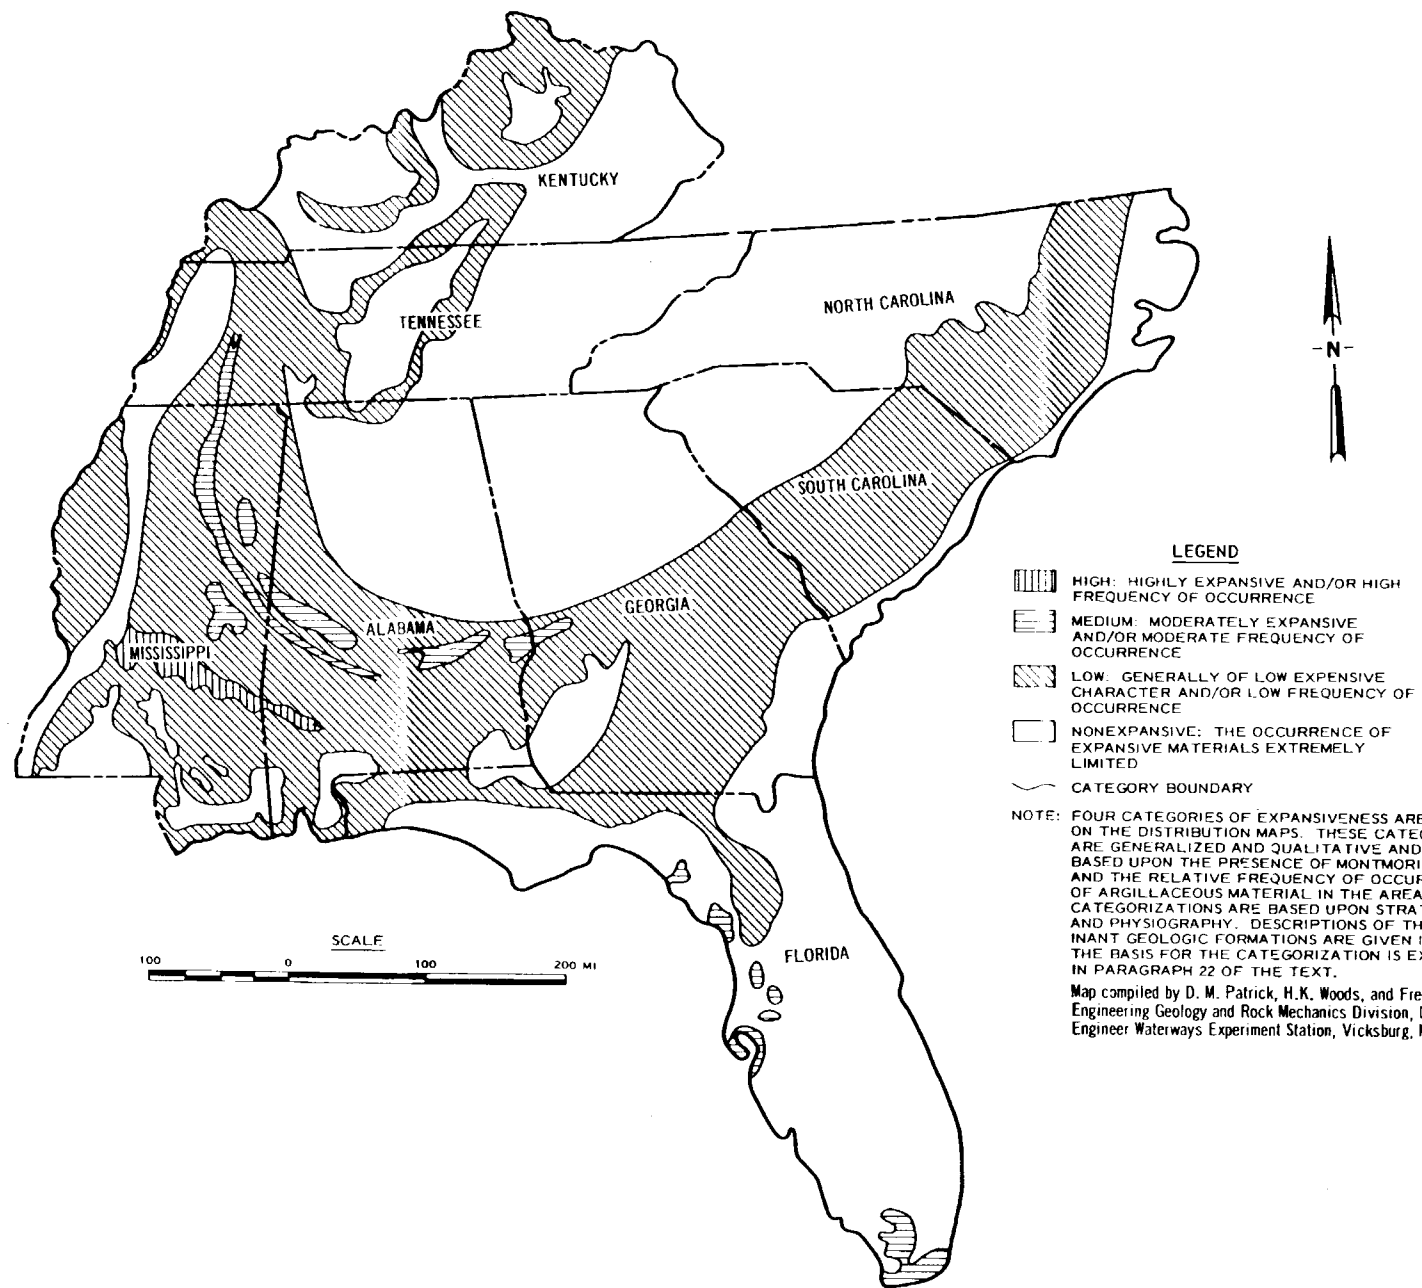 KENTUCKY
TENNESSEE
NORTH CAROLINA
SOUTH CAROLINA
GEORGIA
ALABAMA
MISSISSIPPI
FLORIDA
-N-
SCALE
100 0 100 200 MI
LEGEND
HIGH: HIGHLY EXPANSIVE AND/OR HIGH
FREQUENCY OF OCCURRENCE
MEDIUM: MODERATELY EXPANSIVE
AND/OR MODERATE FREQUENCY OF
OCCURRENCE
LOW: GENERALLY OF LOW EXPENSIVE
CHARACTER AND/OR LOW FREQUENCY OF
OCCURRENCE
NONEXPANSIVE: THE OCCURRENCE OF
EXPANSIVE MATERIALS EXTREMELY
LIMITED
CATEGORY BOUNDARY
NOTE: FOUR CATEGORIES OF EXPANSIVENESS ARE
ON THE DISTRIBUTION MAPS. THESE
ARE GENERALIZED AND QUALITATIVE AND
BASED UPON THE PRESENCE OF
AND THE RELATIVE FREQUENCY OF
OF ARGILLACEOUS MATERIAL IN THE AREA
CATEGORIZATIONS ARE BASED UPON
AND PHYSIOGRAPHY. DESCRIPTIONS OF
INANT GEOLOGIC FORMATIONS ARE GIVEN
THE BASIS FOR THE CATEGORIZATION IS
IN PARAGRAPH 22 OF THE TEXT.
Map compiled by D. M. Patrick, H.K. Woods, and
Engineering Geology and Rock Mechanics Division,
Engineer Waterways Experiment Station, Vicksburg,